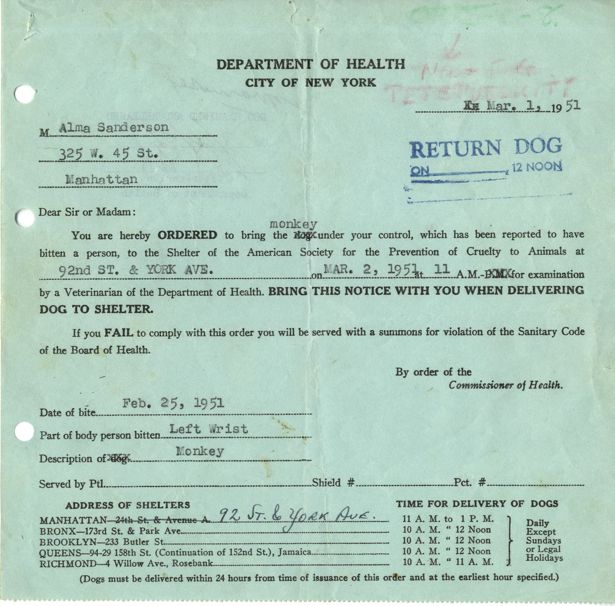 DEPARTMENT OF HEALTH
CITY OF NEW YORK
Mar. 1, 1951
M Alma Sanderson
325 W. 45 St.
Manhattan
RETURN DOG
ON , 12 NOON
Dear Sir or Madam:
monkey
You are hereby ORDERED to bring the dog under your control, which has been reported to have
bitten a person, to the Shelter of the American Society for the Prevention of Cruelty to Animals at
92nd ST. & YORK AVE. on MAR. 2, 1951 at 11 A.M.-P.M. for examination
by a Veterinarian of the Department of Health. BRING THIS NOTICE WITH YOU WHEN DELIVERING
DOG TO SHELTER.
If you FAIL to comply with this order you will be served with a summons for violation of the Sanitary Code
of the Board of Health.
By order of the
Commissioner of Health.
Date of bite Feb. 25, 1951
Part of body person bitten Left Wrist
Description of dog Monkey
Served by Ptl. Shield # Pct. #
ADDRESS OF SHELTERS TIME FOR DELIVERY OF DOGS
MANHATTAN—24th St. & Avenue A. 92 St. & York Ave. 11 A. M. to 1 P. M.
BRONX—173rd St. & Park Ave. 10 A. M. " 12 Noon
BROOKLYN—233 Butler St. 10 A. M. " 12 Noon
QUEENS—94-29 158th St. (Continuation of 152nd St.), Jamaica 10 A. M. " 12 Noon
RICHMOND—4 Willow Ave., Rosebank 10 A. M. " 11 A. M.
Daily
Except
Sundays
or Legal
Holidays
(Dogs must be delivered within 24 hours from time of issuance of this order and at the earliest hour specified.)